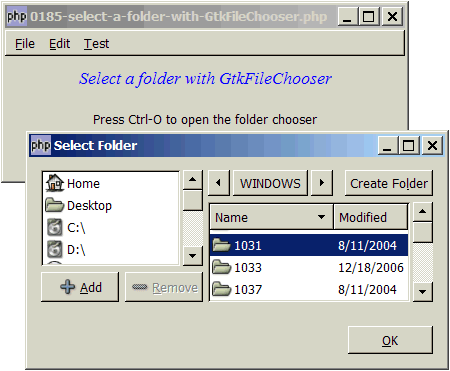 php 0185-select-a-folder-with-GtkFileChooser.php
File Edit Test
Select a folder with GtkFileChooser
Press Ctrl-O to open the folder chooser
php Select Folder
Home
Desktop
C:\
D:\
Add Remove
WINDOWS Create Folder
Name Modified
1031 8/11/2004
1033 12/18/2006
1037 8/11/2004
OK